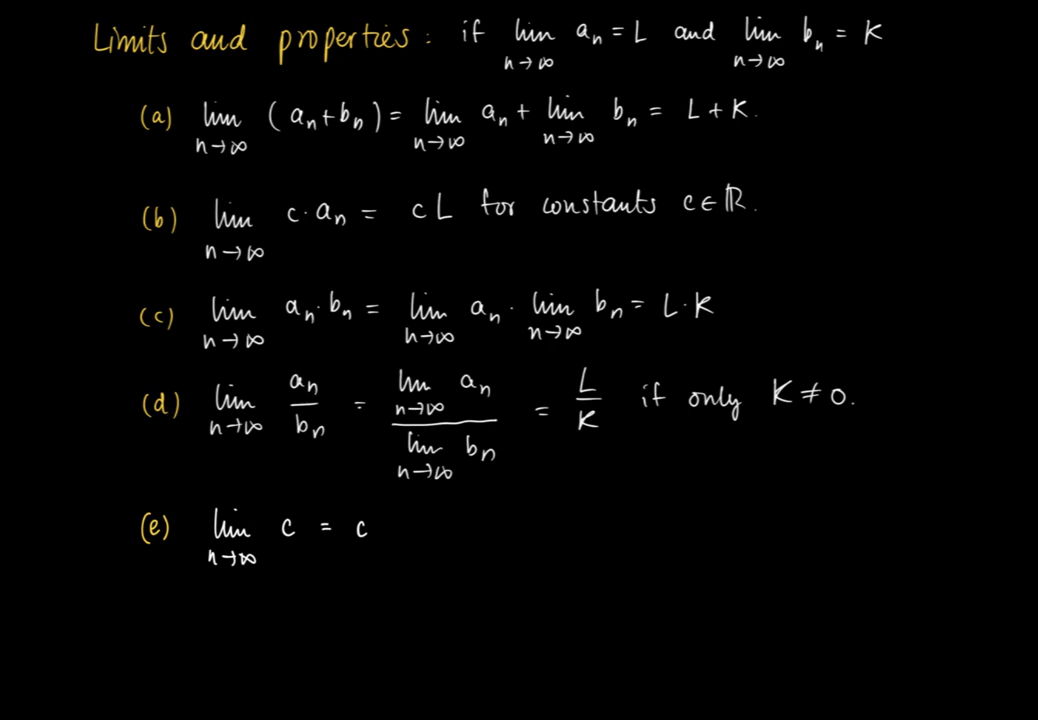 Limits and properties: if lim_{n→∞} a_n = L and lim_{n→∞} b_n = K
(a) lim_{n→∞} (a_n + b_n) = lim_{n→∞} a_n + lim_{n→∞} b_n = L + K.
(b) lim_{n→∞} c · a_n = c L for constants c ∈ ℝ.
(c) lim_{n→∞} a_n · b_n = lim_{n→∞} a_n · lim_{n→∞} b_n = L · K
(d) lim_{n→∞} a_n / b_n = (lim_{n→∞} a_n) / (lim_{n→∞} b_n) = L / K if only K ≠ 0.
(e) lim_{n→∞} c = c